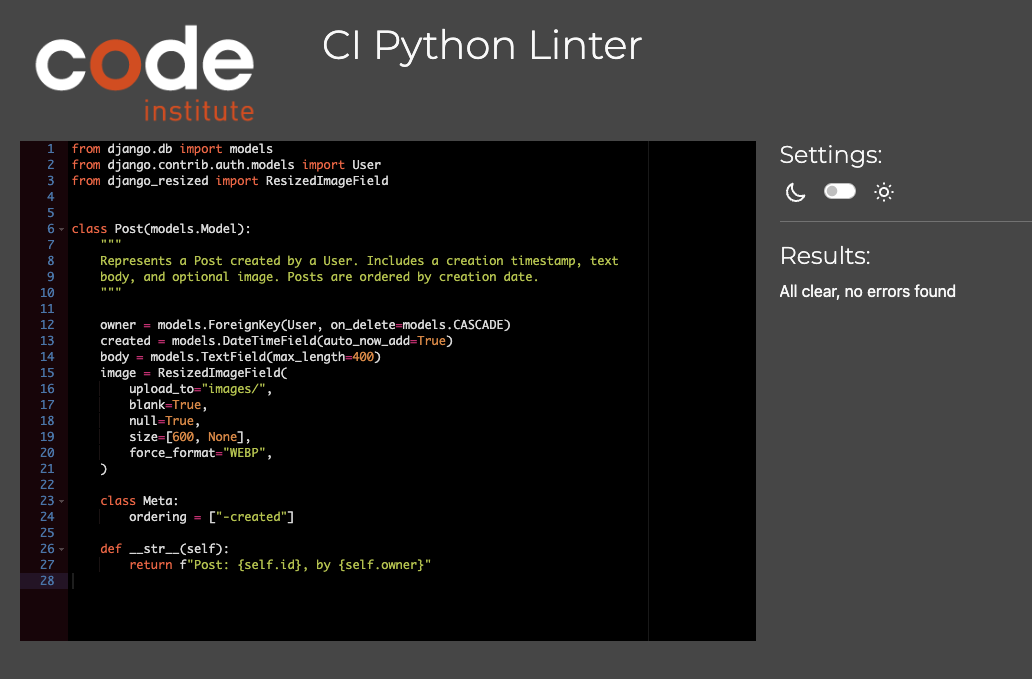 code
institute
CI Python Linter
1 from django.db import models
2 from django.contrib.auth.models import User
3 from django_resized import ResizedImageField
4
5
6 class Post(models.Model):
7     """
8     Represents a Post created by a User. Includes a creation timestamp, text
9     body, and optional image. Posts are ordered by creation date.
10     """
11
12     owner = models.ForeignKey(User, on_delete=models.CASCADE)
13     created = models.DateTimeField(auto_now_add=True)
14     body = models.TextField(max_length=400)
15     image = ResizedImageField(
16         upload_to="images/",
17         blank=True,
18         null=True,
19         size=[600, None],
20         force_format="WEBP",
21     )
22
23     class Meta:
24         ordering = ["-created"]
25
26     def __str__(self):
27         return f"Post: {self.id}, by {self.owner}"
28
Settings:
Results:
All clear, no errors found